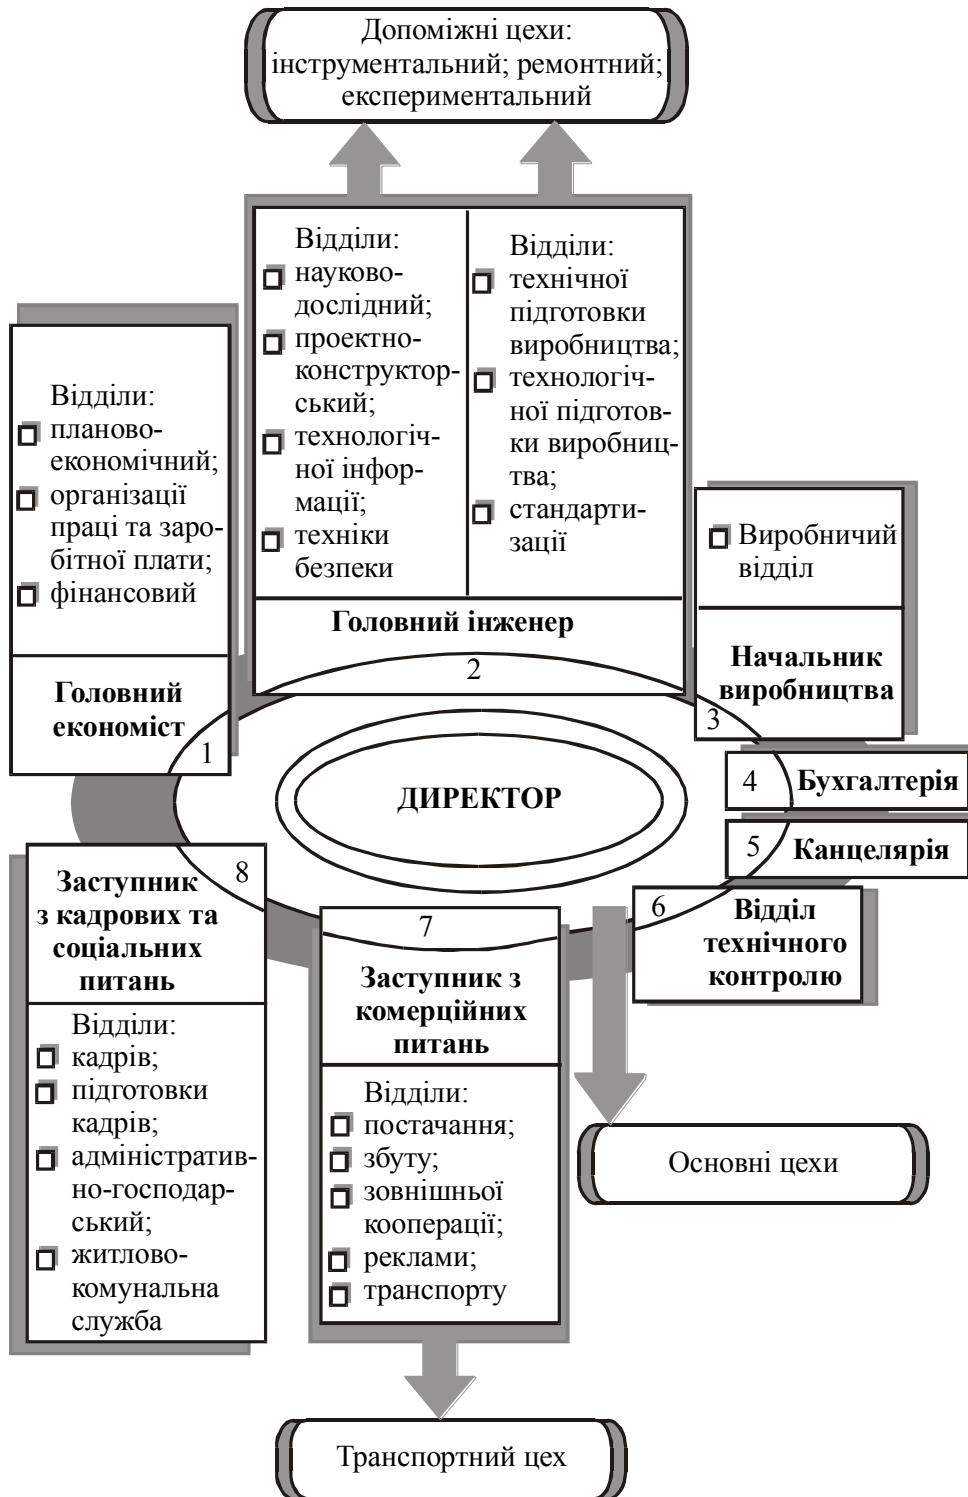 Допоміжні цехи:
інструментальний; ремонтний;
експериментальний
Відділи:
науково-
дослідний;
проектно-
конструктор-
ський;
технологіч-
ної інфор-
мації;
техніки
безпеки
Відділи:
технічної
підготовки
виробництва;
технологіч-
ної підготов-
ки виробниц-
тва;
стандарти-
зації
Головний інженер
2
Відділи:
планово-
економічний;
організації
праці та заро-
бітної плати;
фінансовий
Головний
економіст
1
Виробничий
відділ
Начальник
виробництва
3
ДИРЕКТОР
4 Бухгалтерія
5 Канцелярія
6 Відділ
технічного
контролю
Основні цехи
7
Заступник з
комерційних
питань
Відділи:
постачання;
збуту;
зовнішньої
кооперації;
реклами;
транспорту
Транспортний цех
8
Заступник
з кадрових та
соціальних
питань
Відділи:
кадрів;
підготовки
кадрів;
адміністратив-
но-господар-
ський;
житлово-
комунальна
служба